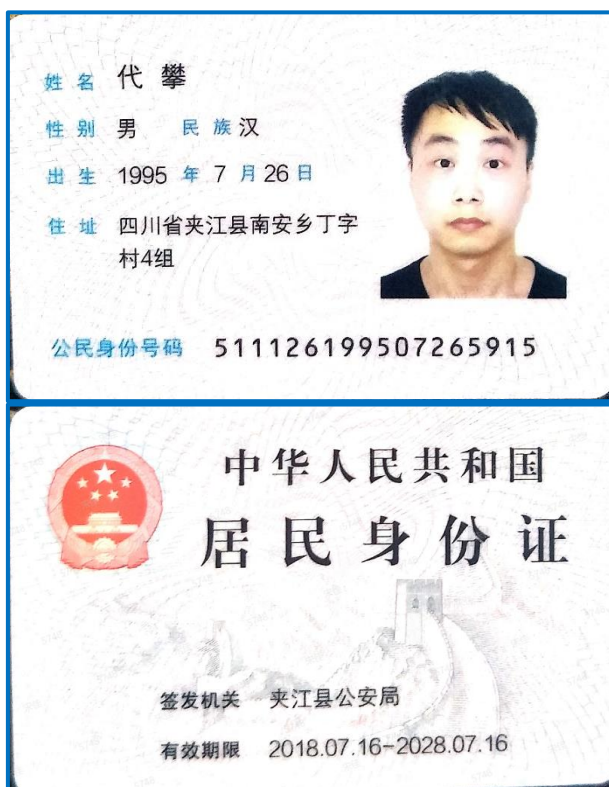 姓名 代攀
性别 男 民族 汉
出生 1995 年 7 月 26 日
住址 四川省夹江县南安乡丁字
村4组
公民身份号码 511126199507265915
中华人民共和国
居民身份证
签发机关 夹江县公安局
有效期限 2018.07.16-2028.07.16